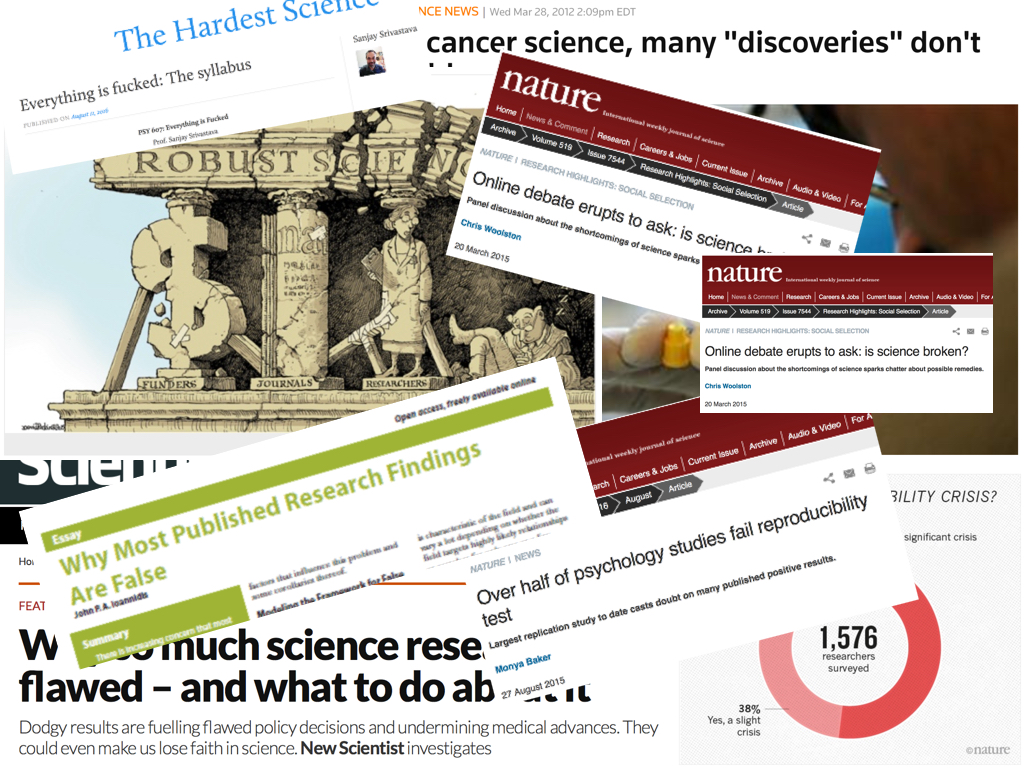 The Hardest Science
Sanjay Srivastava
Everything is fucked: The syllabus
PUBLISHED ON August 11, 2016
PSY 607: Everything is Fucked
Prof. Sanjay Srivastava
NCE NEWS | Wed Mar 28, 2012 2:09pm EDT
cancer science, many "discoveries" don't
nature International weekly journal of science
Home | News & Comment | Research | Careers & Jobs | Current Issue | Archive | Audio & Video | For
Archive Volume 519 Issue 7544 Research Highlights: Social Selection Article
NATURE | RESEARCH HIGHLIGHTS: SOCIAL SELECTION
Online debate erupts to ask: is science
Panel discussion about the shortcomings of science sparks
Chris Woolston
20 March 2015
nature International weekly journal of science
Home | News & Comment | Research | Careers & Jobs | Current Issue | Archive | Audio & Video | For
Archive Volume 519 Issue 7544 Research Highlights: Social Selection Article
NATURE | RESEARCH HIGHLIGHTS: SOCIAL SELECTION
Online debate erupts to ask: is science broken?
Panel discussion about the shortcomings of science sparks chatter about possible remedies.
Chris Woolston
20 March 2015
ROBUST SCIENC
nat
z
FUNDERS
JOURNALS
RESEARCHERS
Open access, freely available online
Essay
Why Most Published Research Findings
Are False
John P. A. Ioannidis
Summary
There is increasing concern that most
factors that influence this problem and
some corollaries thereof.
Modeling the Framework for False
is characteristic of the field and can
vary a lot depending on whether the
field targets highly likely relationships
national weekly journal of science
arch | Careers & Jobs | Current Issue | Archive | Audio & Video | For A
16 August Article
NATURE | NEWS
Over half of psychology studies fail reproducibility
test
Largest replication study to date casts doubt on many published positive results.
Monya Baker
27 August 2015
Scien
Ho
FEAT
W so much science rese
flawed – and what to do ab ut it
Dodgy results are fuelling flawed policy decisions and undermining medical advances. They
could even make us lose faith in science. New Scientist investigates
BILITY CRISIS?
significant crisis
1,576
researchers
surveyed
38%
Yes, a slight
crisis
©nature